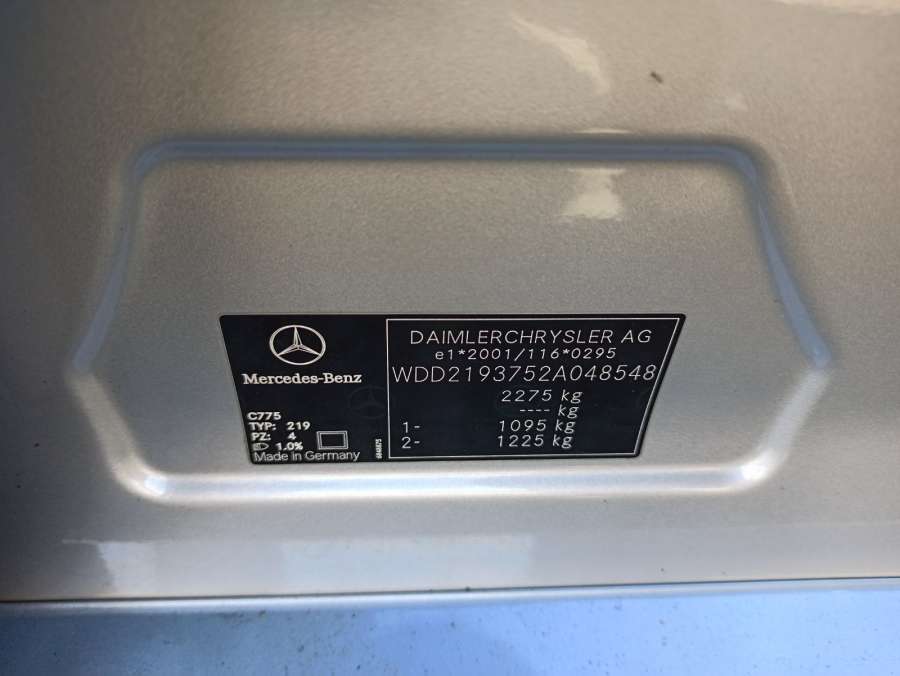 Mercedes-Benz
C775
TYP: 219
PZ: 4
1.0%
Made in Germany
DAIMLERCHRYSLER AG
e1*2001/116*0295
WDD2193752A048548
2275 kg
---- kg
1- 1095 kg
2- 1225 kg